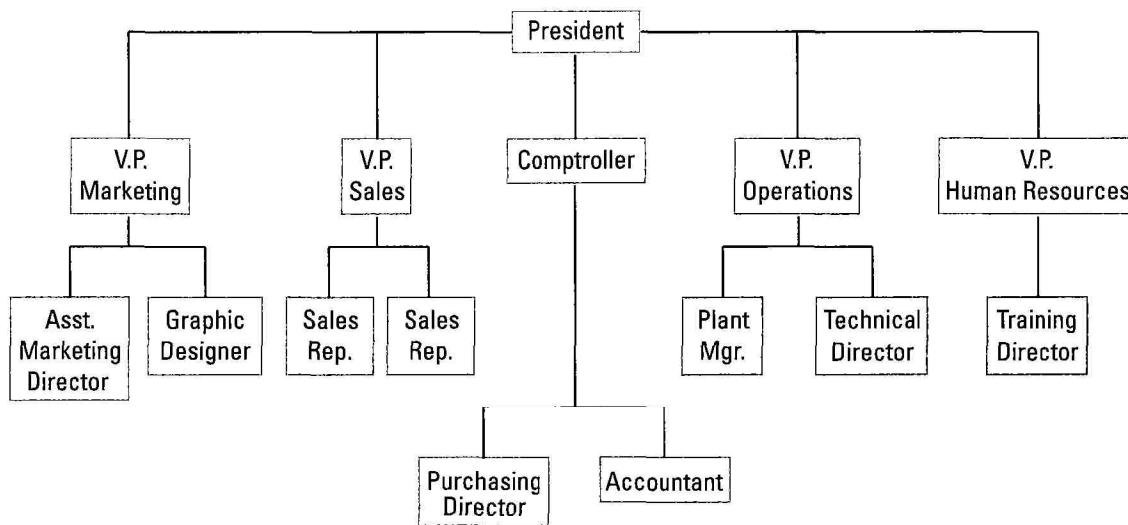 President
V.P.
Marketing
V.P.
Sales
Comptroller
V.P.
Operations
V.P.
Human Resources
Asst.
Marketing
Director
Graphic
Designer
Sales
Rep.
Sales
Rep.
Plant
Mgr.
Technical
Director
Training
Director
Purchasing
Director
Accountant